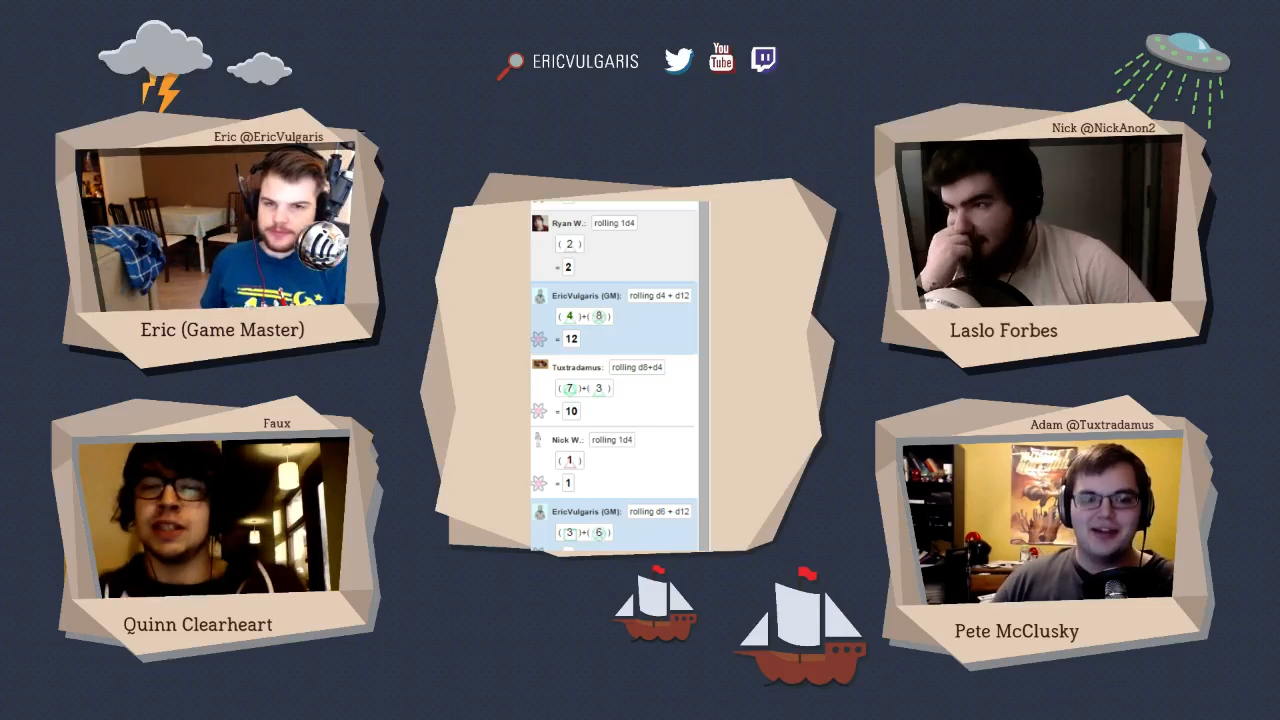 ERICVULGARIS
You
Tube
Eric @EricVulgaris
Eric (Game Master)
Nick @NickAnon2
Laslo Forbes
Ryan W.: rolling 1d4
( 2 )
= 2
EricVulgaris (GM): rolling d4 + d12
( 4 )+( 8 )
= 12
Tuxtradamus: rolling d8+d4
( 7 )+( 3 )
= 10
Nick W.: rolling 1d4
( 1 )
= 1
EricVulgaris (GM): rolling d6 + d12
( 3 )+( 6 )
Faux
Quinn Clearheart
Adam @Tuxtradamus
Pete McClusky